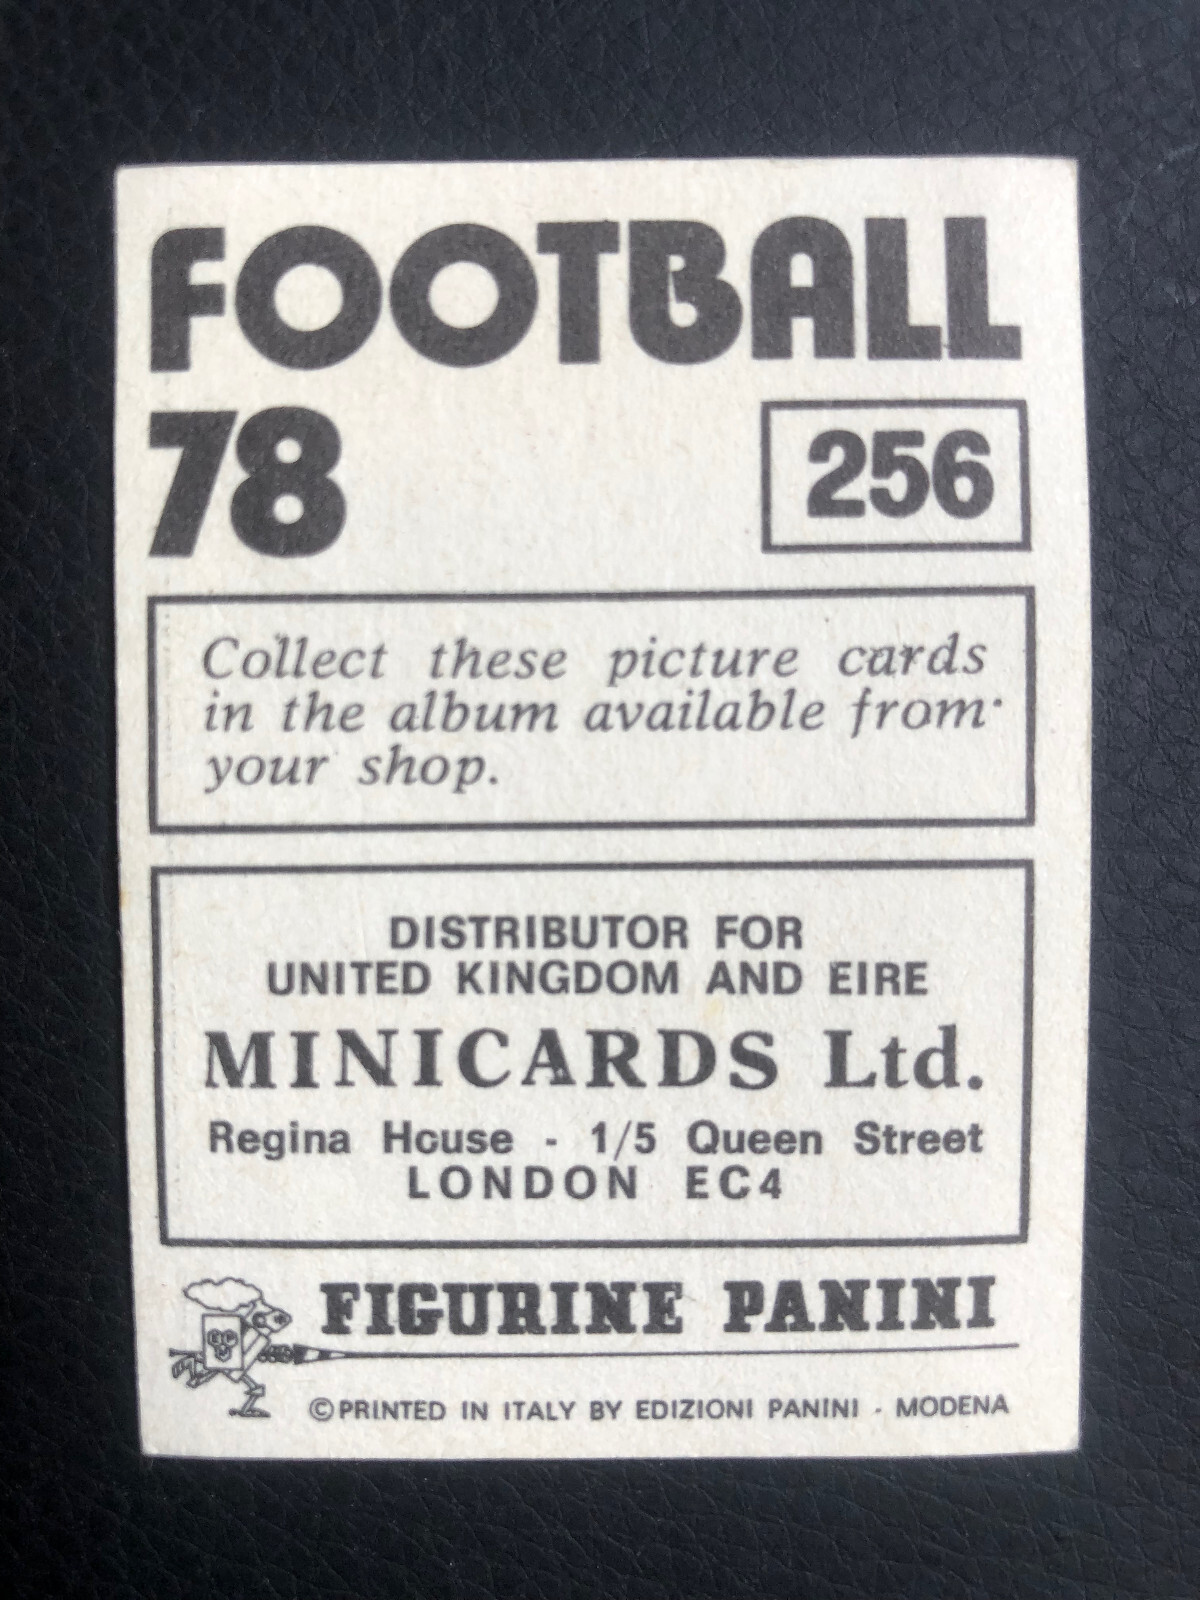 FOOTBALL
78
256
Collect these picture cards
in the album available from
your shop.
DISTRIBUTOR FOR
UNITED KINGDOM AND EIRE
MINICARDS Ltd.
Regina House - 1/5 Queen Street
LONDON EC4
FIGURINE PANINI
©PRINTED IN ITALY BY EDIZIONI PANINI - MODENA